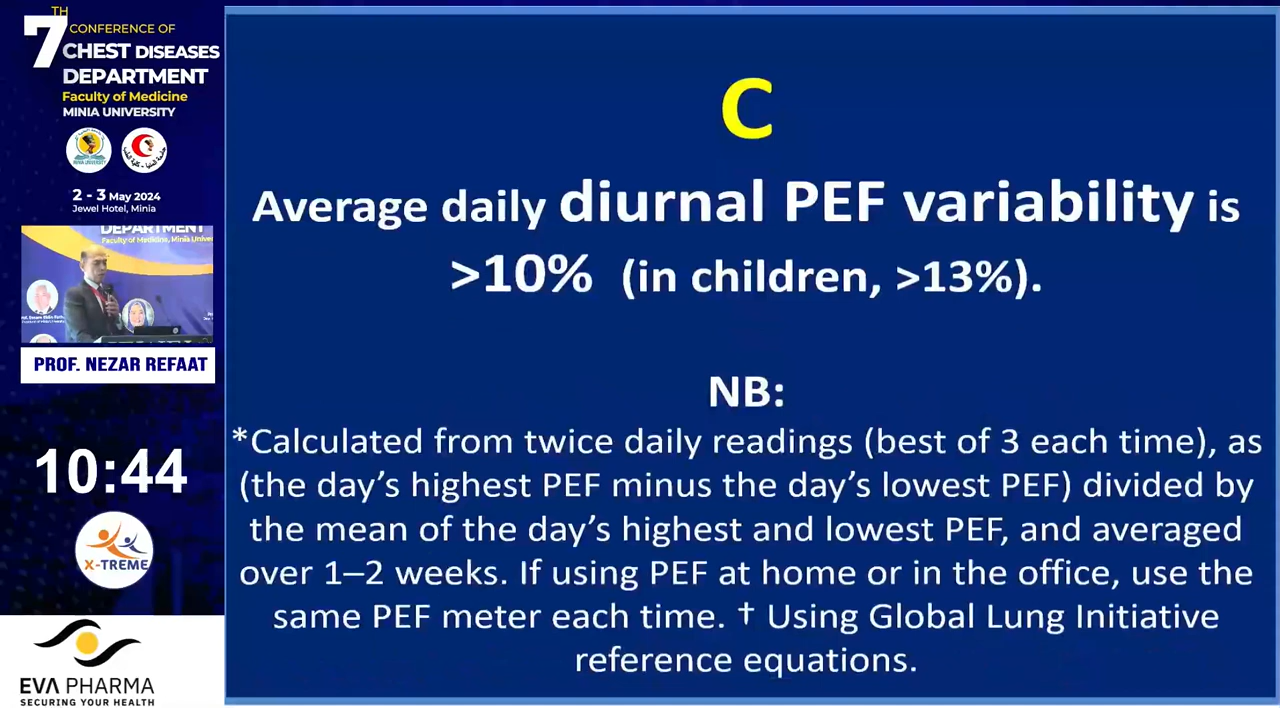 7
TH
CONFERENCE OF
CHEST DISEASES
DEPARTMENT
Faculty of Medicine
MINIA UNIVERSITY
MINIA UNIVERSITY
2 - 3 May 2024
Jewel Hotel, Minia
DEPARTMENT
Faculty of Medicine, Minia
PROF. NEZAR REFAAT
10:44
X-TREME
EVA PHARMA
SECURING YOUR HEALTH
C
Average daily diurnal PEF variability is
>10% (in children, >13%).
NB:
*Calculated from twice daily readings (best of 3 each time), as
(the day's highest PEF minus the day's lowest PEF) divided by
the mean of the day's highest and lowest PEF, and averaged
over 1–2 weeks. If using PEF at home or in the office, use the
same PEF meter each time. † Using Global Lung Initiative
reference equations.